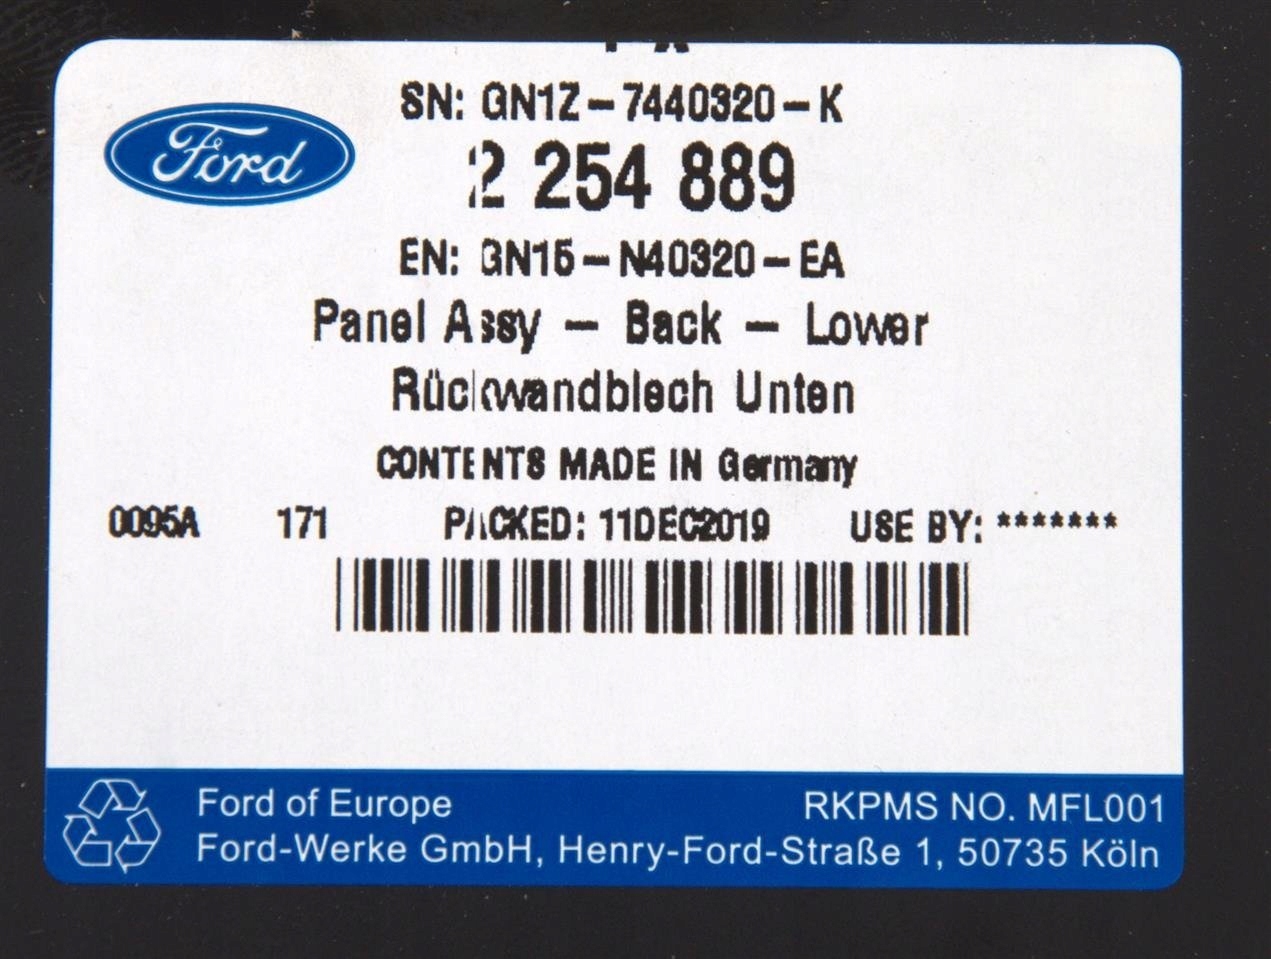 SN: GN1Z-7440320-K
Ford
2 254 889
EN: GN15-N40320-EA
Panel Assy - Back - Lower
Rückwandblech Unten
CONTENTS MADE IN Germany
0095A 171 PACKED: 11DEC2019 USE BY: *******
Ford of Europe RKPMS NO. MFL001
Ford-Werke GmbH, Henry-Ford-Straße 1, 50735 Köln